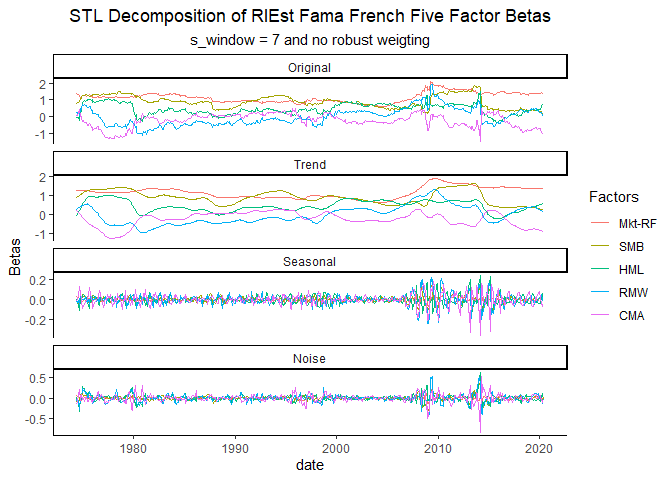 STL Decomposition of RlEst Fama French Five Factor Betas
s_window = 7 and no robust weigting
Original
2
1
0
-1
Trend
2
1
0
-1
Seasonal
0.2
0.0
-0.2
Noise
0.5
0.0
-0.5
1980 1990 2000 2010 2020
date
Betas
Factors
Mkt-RF
SMB
HML
RMW
CMA